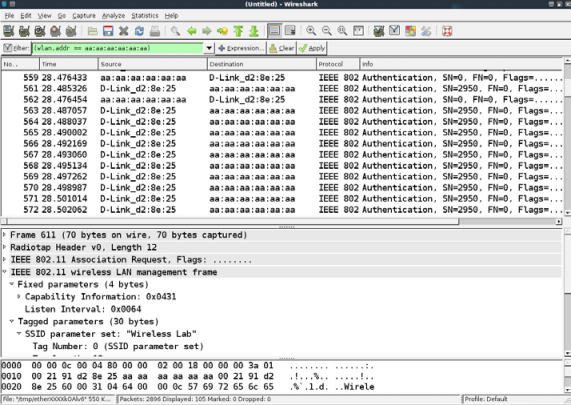 (Untitled) - Wireshark
File Edit View Go Capture Analyze Statistics Help
Filter: (wlan.addr == aa:aa:aa:aa:aa:aa) Expression... Clear Apply
No. . Time Source Destination Protocol Info
559 28.476433 aa:aa:aa:aa:aa:aa D-Link_d2:8e:25 IEEE 802 Authentication, SN=0, FN=0, Flags=......
561 28.485326 D-Link_d2:8e:25 aa:aa:aa:aa:aa:aa IEEE 802 Authentication, SN=2950, FN=0, Flags=...
562 28.476454 aa:aa:aa:aa:aa:aa D-Link_d2:8e:25 IEEE 802 Authentication, SN=0, FN=0, Flags=......
563 28.487057 D-Link_d2:8e:25 aa:aa:aa:aa:aa:aa IEEE 802 Authentication, SN=2950, FN=0, Flags=...
564 28.488037 D-Link_d2:8e:25 aa:aa:aa:aa:aa:aa IEEE 802 Authentication, SN=2950, FN=0, Flags=...
565 28.490002 D-Link_d2:8e:25 aa:aa:aa:aa:aa:aa IEEE 802 Authentication, SN=2950, FN=0, Flags=...
566 28.492169 D-Link_d2:8e:25 aa:aa:aa:aa:aa:aa IEEE 802 Authentication, SN=2950, FN=0, Flags=...
567 28.493060 D-Link_d2:8e:25 aa:aa:aa:aa:aa:aa IEEE 802 Authentication, SN=2950, FN=0, Flags=...
568 28.495134 D-Link_d2:8e:25 aa:aa:aa:aa:aa:aa IEEE 802 Authentication, SN=2950, FN=0, Flags=...
569 28.497262 D-Link_d2:8e:25 aa:aa:aa:aa:aa:aa IEEE 802 Authentication, SN=2950, FN=0, Flags=...
570 28.498987 D-Link_d2:8e:25 aa:aa:aa:aa:aa:aa IEEE 802 Authentication, SN=2950, FN=0, Flags=...
571 28.501014 D-Link_d2:8e:25 aa:aa:aa:aa:aa:aa IEEE 802 Authentication, SN=2950, FN=0, Flags=...
572 28.502062 D-Link_d2:8e:25 aa:aa:aa:aa:aa:aa IEEE 802 Authentication, SN=2950, FN=0, Flags=...
Frame 611 (70 bytes on wire, 70 bytes captured)
Radiotap Header v0, Length 12
IEEE 802.11 Association Request, Flags: ........
IEEE 802.11 wireless LAN management frame
Fixed parameters (4 bytes)
Capability Information: 0x0431
Listen Interval: 0x0064
Tagged parameters (30 bytes)
SSID parameter set: "Wireless Lab"
Tag Number: 0 (SSID parameter set)
0000 00 00 0c 00 04 80 00 00 02 00 18 00 00 00 3a 01 ........ ......:.
0010 00 21 91 d2 8e 25 aa aa aa aa aa aa 00 21 91 d2 .!...%.. .....!..
0020 8e 25 60 00 31 04 64 00 00 0c 57 69 72 65 6c 65 .%`.1.d. ..Wirele
Packets: 2896 Displayed: 105 Marked: 0 Dropped: 0
Profile: Default